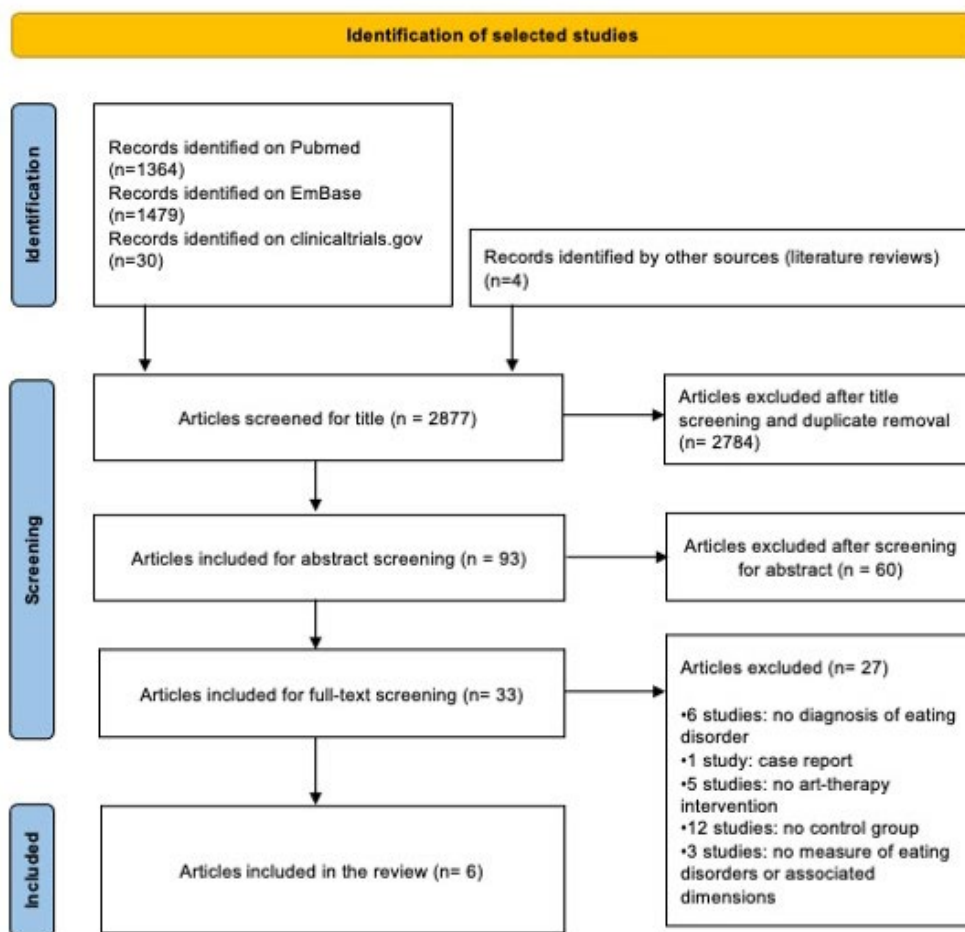 Identification of selected studies
Identification
Records identified on Pubmed
(n=1364)
Records identified on EmBase
(n=1479)
Records identified on clinicaltrials.gov
(n=30)
Records identified by other sources (literature reviews)
(n=4)
Screening
Articles screened for title (n = 2877)
Articles excluded after title
screening and duplicate removal
(n= 2784)
Articles included for abstract screening (n = 93)
Articles excluded after screening
for abstract (n = 60)
Articles included for full-text screening (n= 33)
Articles excluded (n= 27)
•6 studies: no diagnosis of eating
disorder
•1 study: case report
•5 studies: no art-therapy
intervention
•12 studies: no control group
•3 studies: no measure of eating
disorders or associated
dimensions
Included
Articles included in the review (n= 6)